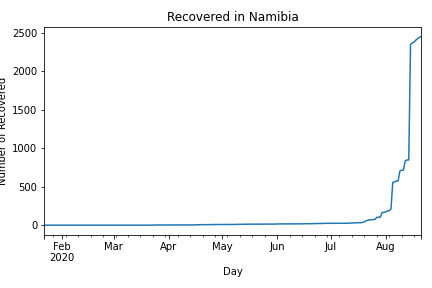 Recovered in Namibia
Number of Recovered
2500
2000
1500
1000
500
0
Feb
2020
Mar
Apr
May
Jun
Jul
Aug
Day